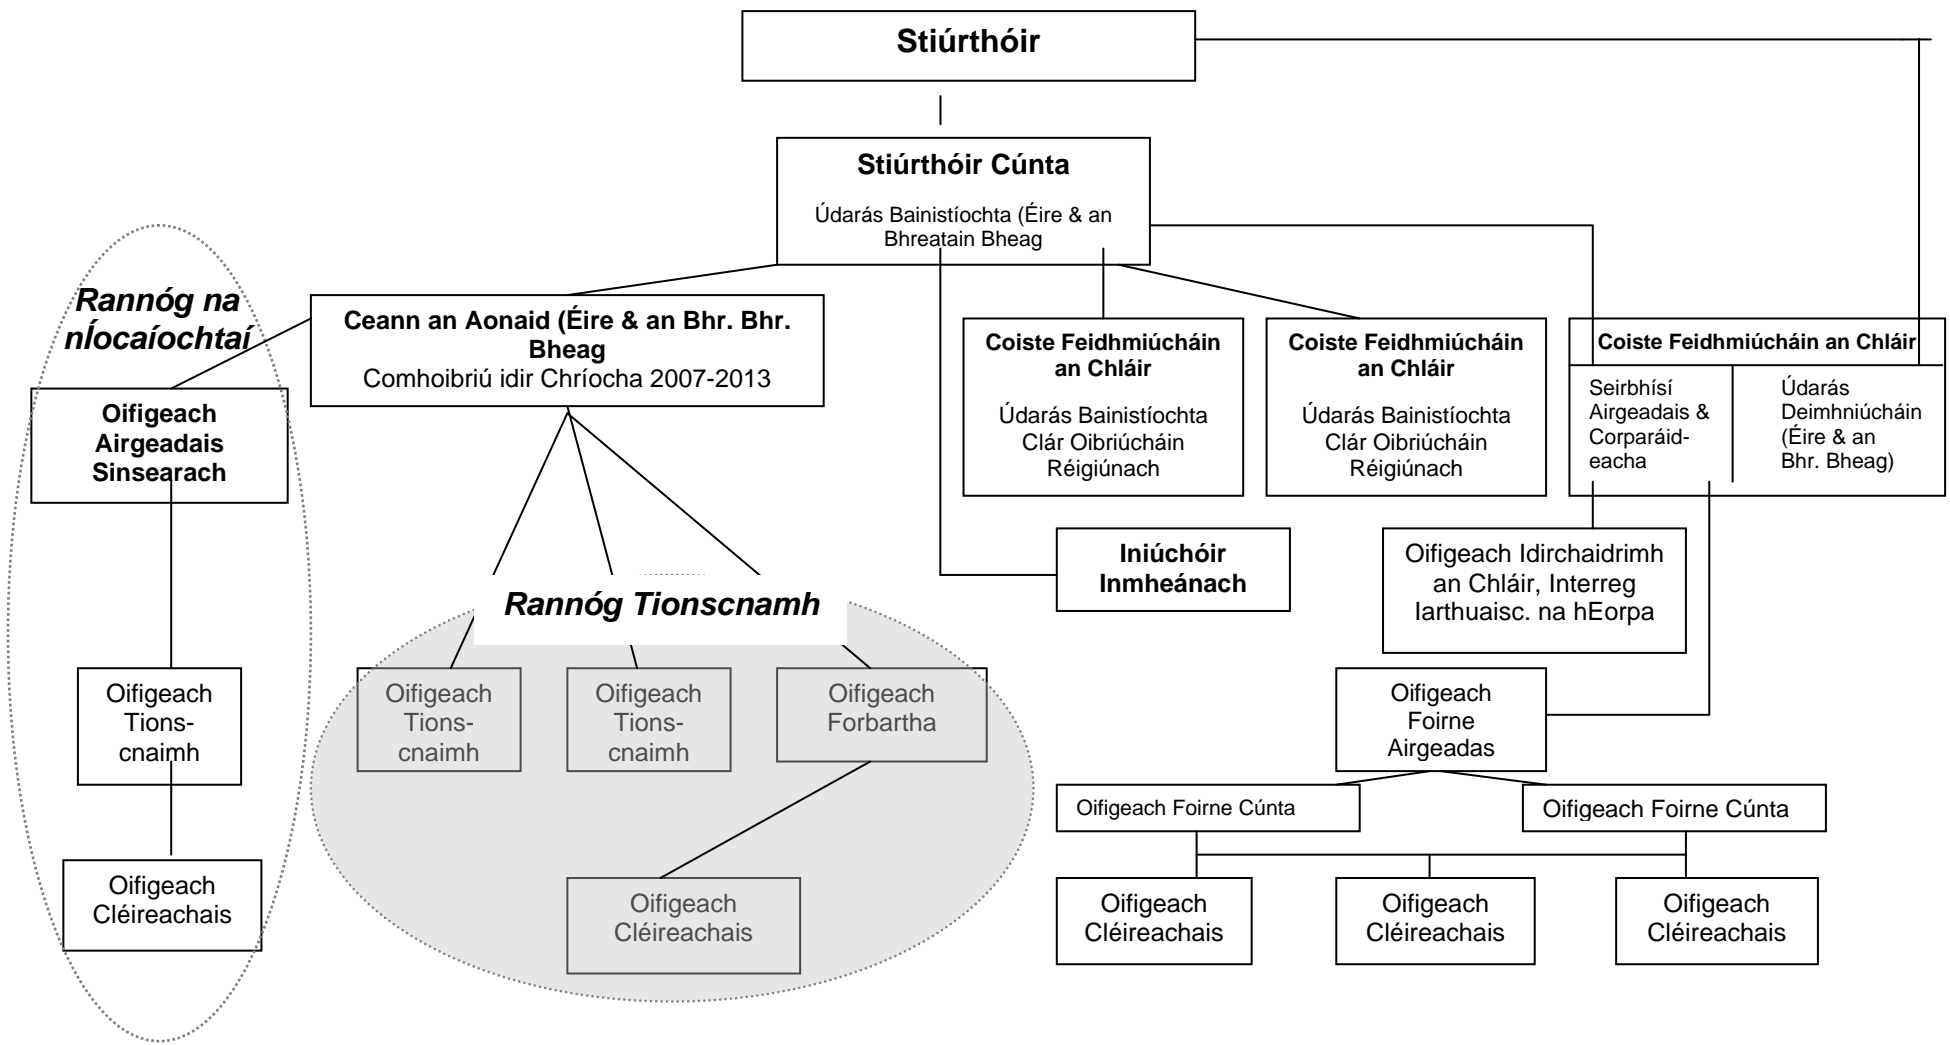 Stiúrthóir
Stiúrthóir Cúnta
Údarás Bainistíochta (Éire & an
Bhreatain Bheag
Rannóg na
nÍocaíochtaí
Ceann an Aonaid (Éire & an Bhr. Bhr.
Bheag
Comhoibriú idir Chríocha 2007-2013
Coiste Feidhmiúcháin
an Chláir
Údarás Bainistíochta
Clár Oibriúcháin
Réigiúnach
Coiste Feidhmiúcháin
an Chláir
Údarás Bainistíochta
Clár Oibriúcháin
Réigiúnach
Coiste Feidhmiúcháin an Chláir
Seirbhísí
Airgeadais &
Corparáid-
eacha
Údarás
Deimhniúcháin
(Éire & an
Bhr. Bheag)
Oifigeach
Airgeadais
Sinsearach
Iniúchóir
Inmheánach
Oifigeach Idirchaidrimh
an Chláir, Interreg
Iarthuaisc. na hEorpa
Rannóg Tionscnamh
Oifigeach
Tions-
cnaimh
Oifigeach
Tions-
cnaimh
Oifigeach
Tions-
cnaimh
Oifigeach
Forbartha
Oifigeach
Foirne
Airgeadas
Oifigeach Foirne Cúnta
Oifigeach Foirne Cúnta
Oifigeach
Cléireachais
Oifigeach
Cléireachais
Oifigeach
Cléireachais
Oifigeach
Cléireachais
Oifigeach
Cléireachais